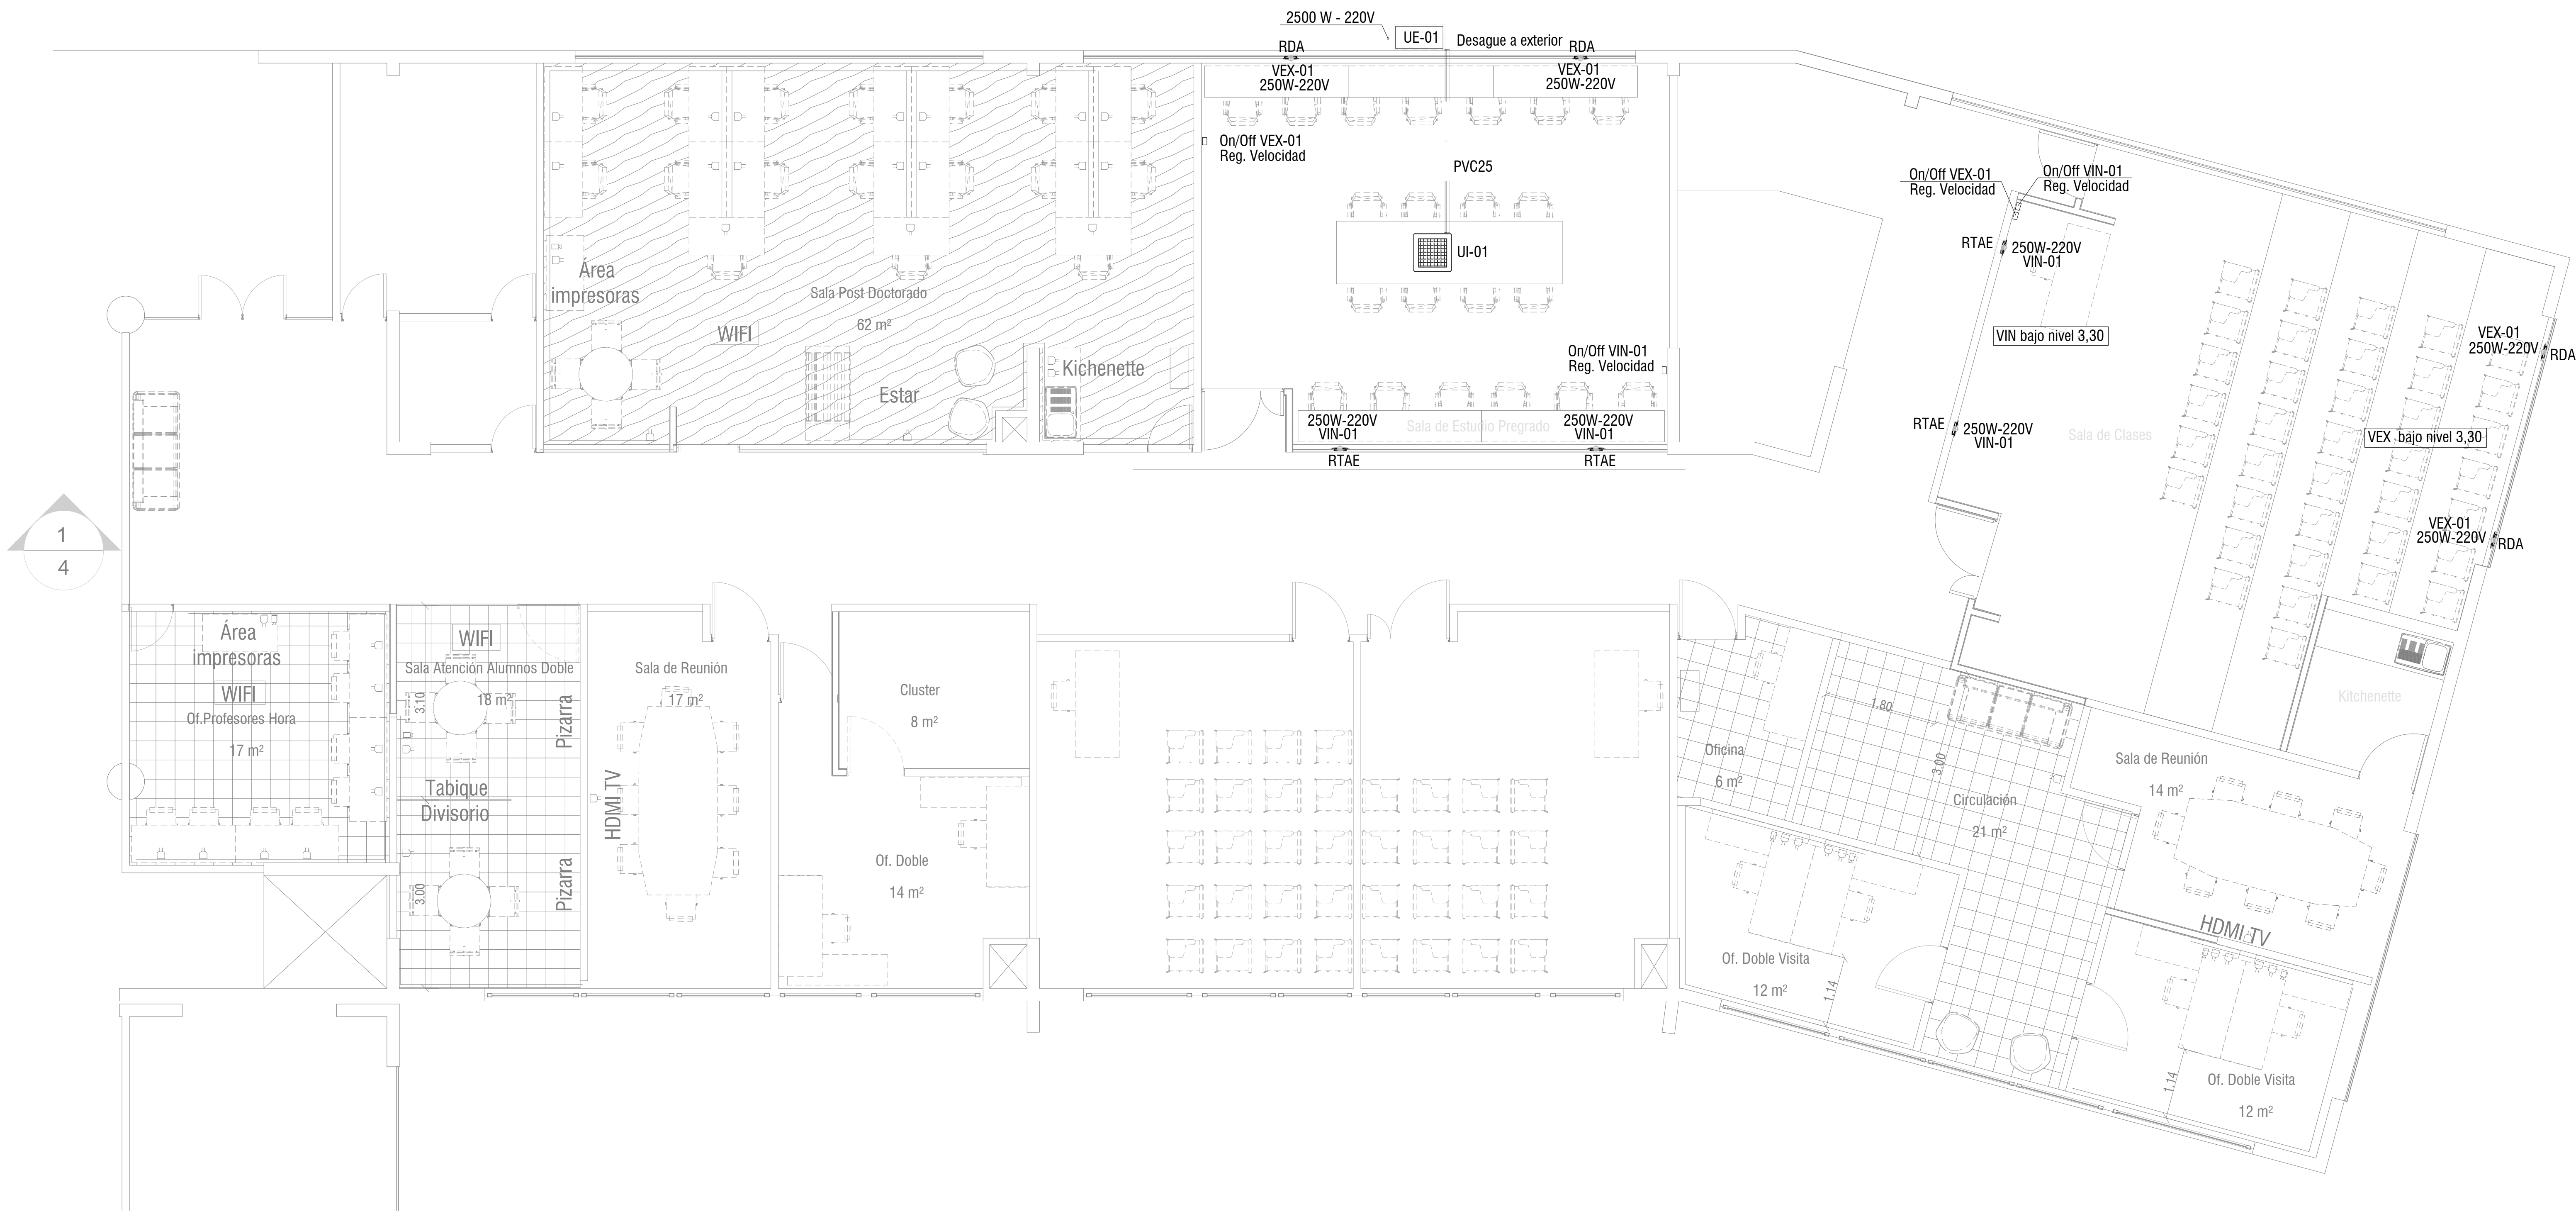 2500 W - 220V
UE-01
Desague a exterior
RDA
RDA
VEX-01
250W-220V
VEX-01
250W-220V
On/Off VEX-01
Reg. Velocidad
PVC25
UI-01
On/Off VIN-01
Reg. Velocidad
250W-220V
VIN-01
250W-220V
VIN-01
Sala de Estudio Pregrado
RTAE
RTAE
Área
impresoras
Sala Post Doctorado
62 m²
WIFI
Estar
Kichenette
On/Off VEX-01
Reg. Velocidad
On/Off VIN-01
Reg. Velocidad
RTAE
250W-220V
VIN-01
VIN bajo nivel 3,30
RTAE
250W-220V
VIN-01
Sala de Clases
VEX-01
250W-220V
RDA
VEX bajo nivel 3,30
VEX-01
250W-220V
RDA
1
4
Área
impresoras
WIFI
Of.Profesores Hora
17 m²
WIFI
Sala Atención Alumnos Doble
18 m²
3.10
Pizarra
Tabique
Divisorio
3.00
Pizarra
Sala de Reunión
17 m²
HDMI TV
Cluster
8 m²
Of. Doble
14 m²
Oficina
6 m²
1.80
3.00
Circulación
21 m²
Kitchenette
Sala de Reunión
14 m²
HDMI TV
Of. Doble Visita
12 m²
1.14
Of. Doble Visita
12 m²
1.14